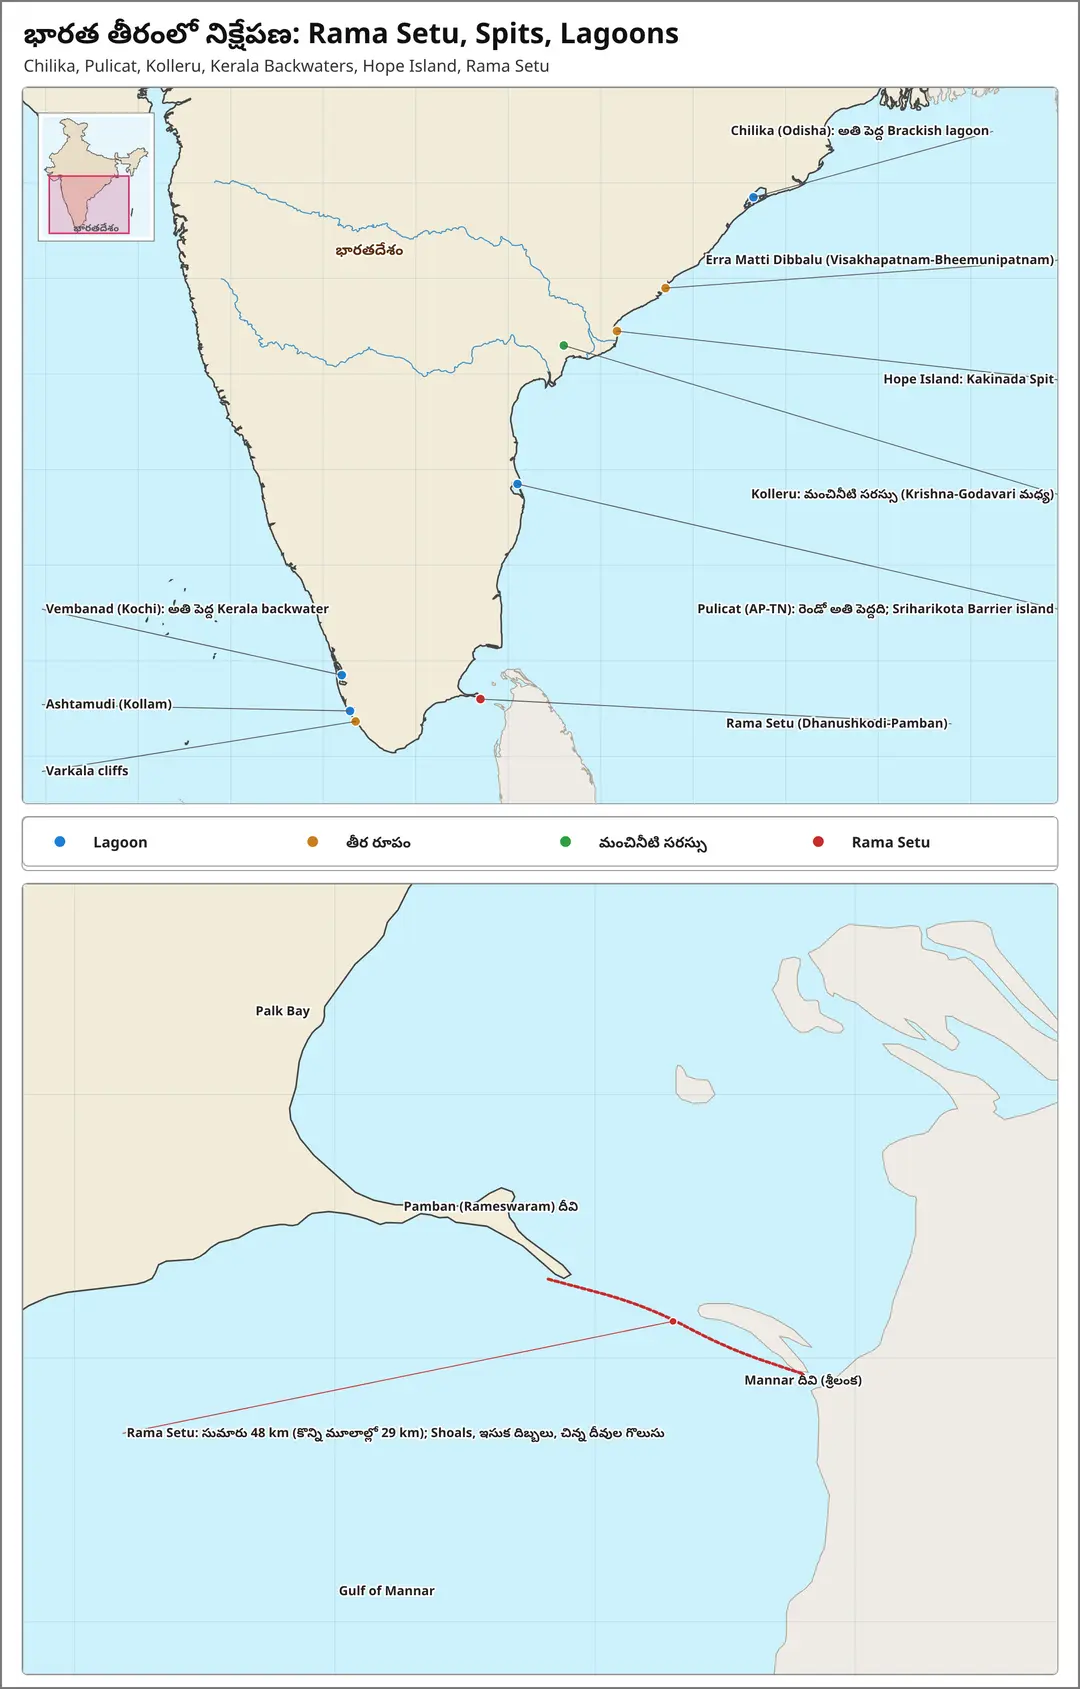 భారత తీరంలో నిక్షేపణ: Rama Setu, Spits, Lagoons
Chilika, Pulicat, Kolleru, Kerala Backwaters, Hope Island, Rama Setu
Chilika (Odisha): అతి పెద్ద Brackish lagoon
భారతదేశం
భారతదేశం
Erra Matti Dibbalu (Visakhapatnam-Bheemunipatnam)
Hope Island: Kakinada Spit
Kolleru: మంచినీటి సరస్సు (Krishna-Godavari మధ్య)
Vembanad (Kochi): అతి పెద్ద Kerala backwater
Pulicat (AP-TN): రెండో అతి పెద్దది; Sriharikota Barrier island
Ashtamudi (Kollam)
Rama Setu (Dhanushkodi-Pamban)
Varkala cliffs
Lagoon
తీర రూపం
మంచినీటి సరస్సు
Rama Setu
Palk Bay
Pamban (Rameswaram) దీవి
Mannar దీవి (శ్రీలంక)
Rama Setu: సుమారు 48 km (కొన్ని మూలాల్లో 29 km); Shoals, ఇసుక దిబ్బలు, చిన్న దీవుల గొలుసు
Gulf of Mannar